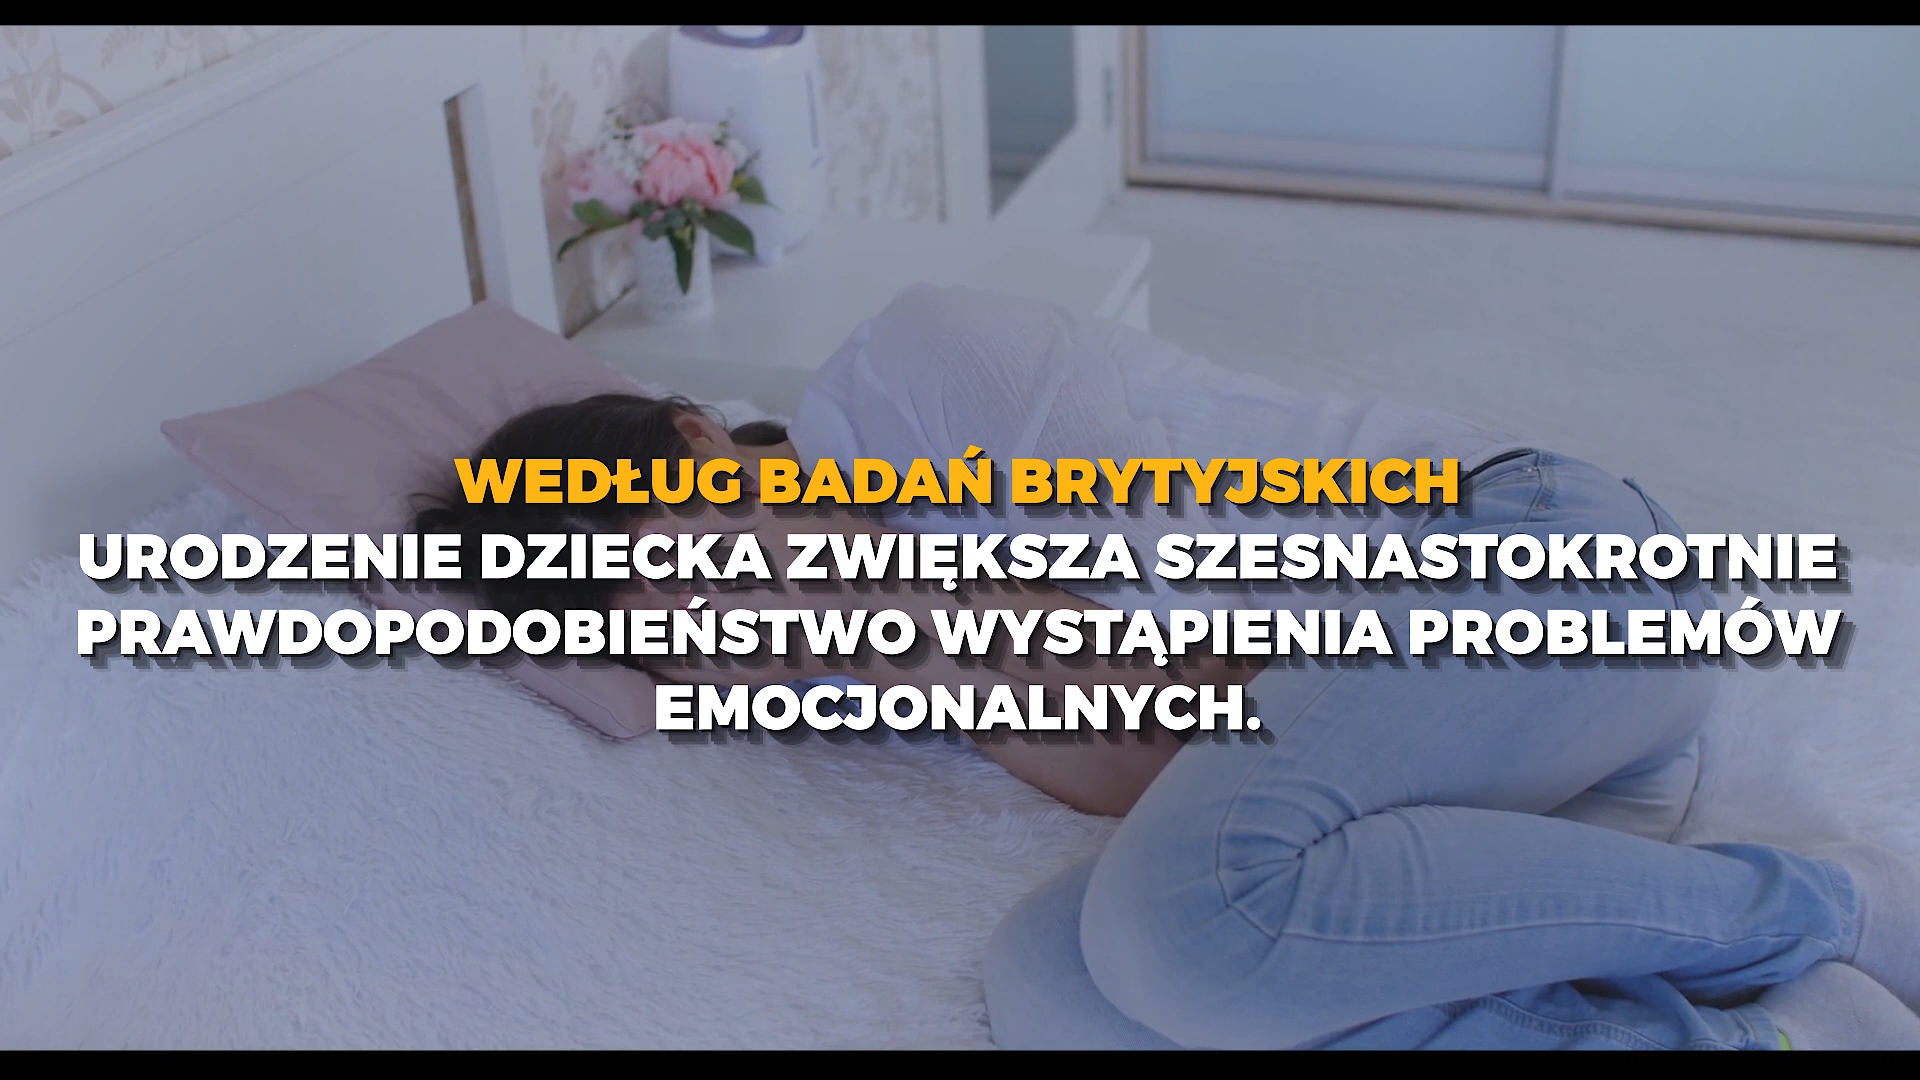 WEDŁUG BADAŃ BRYTYJSKICH
URODZENIE DZIECKA ZWIĘKSZA SZESNASTOKROTNIE
PRAWDOPODOBIEŃSTWO WYSTĄPIENIA PROBLEMÓW
EMOCJONALNYCH.